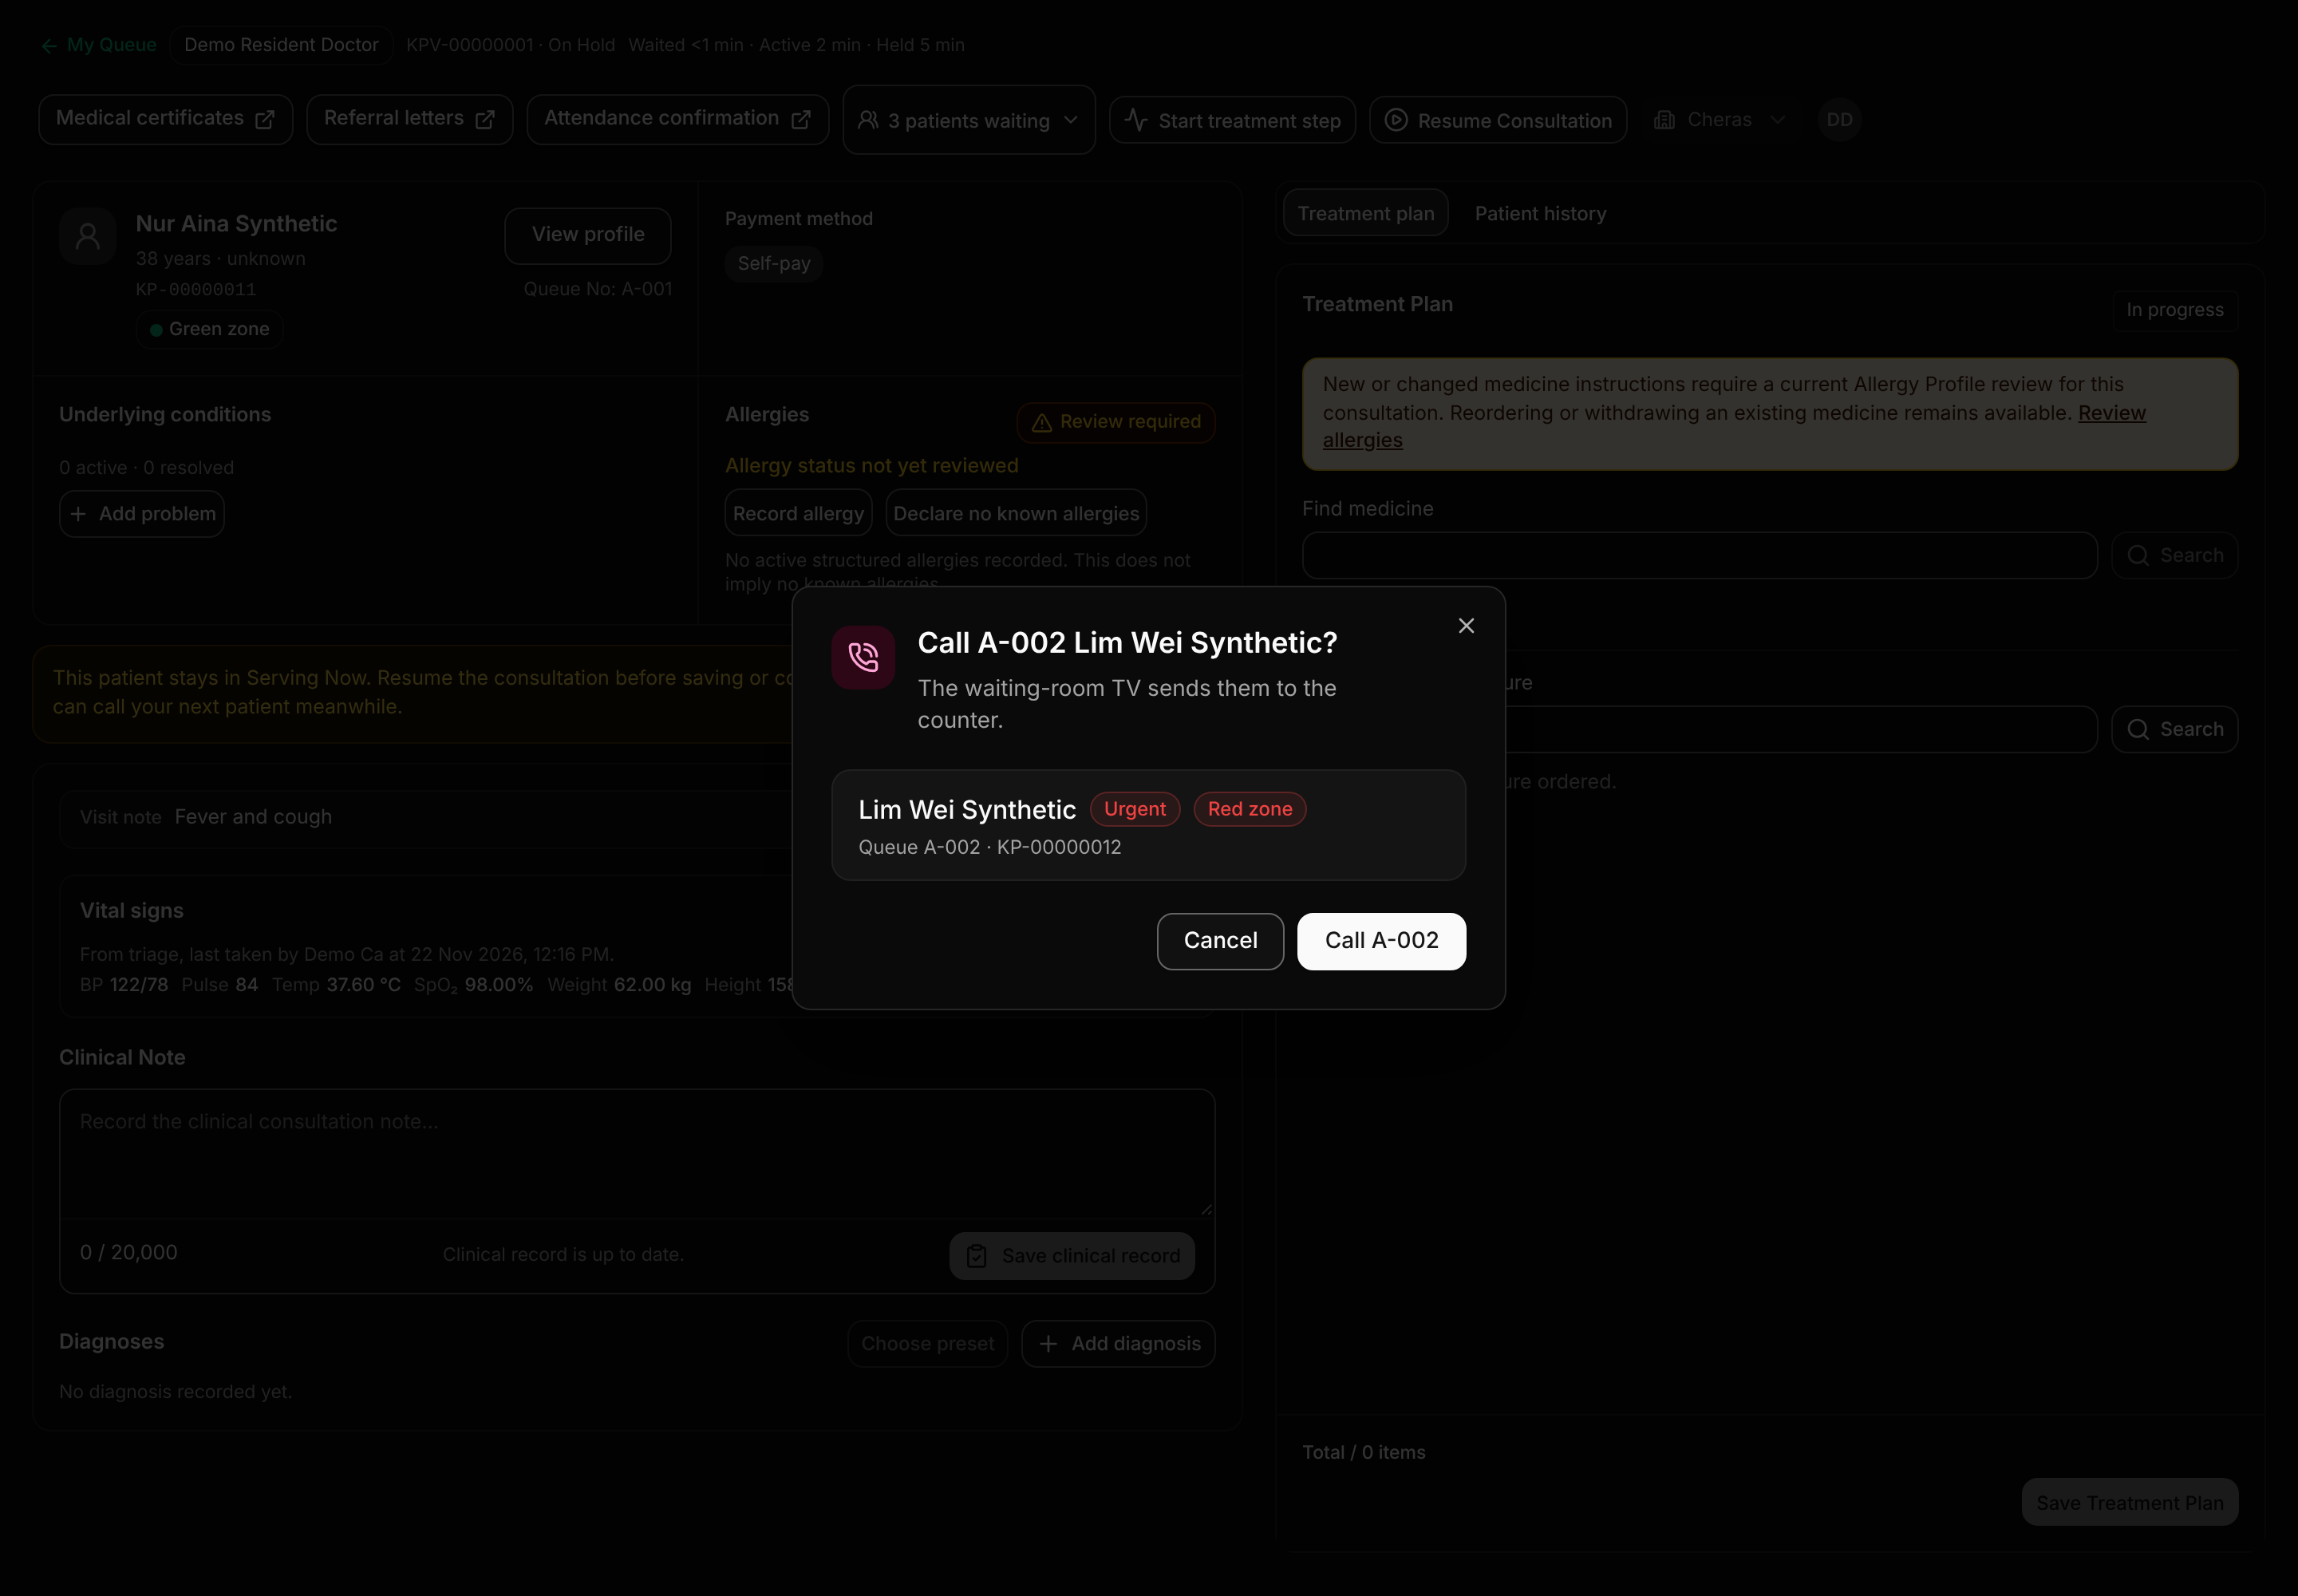 My Queue
Demo Resident Doctor
KPV-00000001 · On Hold Waited <1 min · Active 2 min · Held 5 min
Medical certificates
Referral letters
Attendance confirmation
3 patients waiting
Start treatment step
Resume Consultation
Cheras
DD
Nur Aina Synthetic
38 years · unknown
KP-00000011
Green zone
View profile
Queue No: A-001
Payment method
Self-pay
Underlying conditions
0 active · 0 resolved
Add problem
Allergies
Review required
Allergy status not yet reviewed
Record allergy
Declare no known allergies
No active structured allergies recorded. This does not
imply no known allergies
This patient stays in Serving Now. Resume the consultation before saving or
can call your next patient meanwhile.
Visit note Fever and cough
Vital signs
From triage, last taken by Demo Ca at 22 Nov 2026, 12:16 PM.
BP 122/78 Pulse 84 Temp 37.60 °C SpO₂ 98.00% Weight 62.00 kg Height
Clinical Note
Record the clinical consultation note...
0 / 20,000
Clinical record is up to date.
Save clinical record
Diagnoses
Choose preset
Add diagnosis
No diagnosis recorded yet.
Treatment plan
Patient history
Treatment Plan
In progress
New or changed medicine instructions require a current Allergy Profile review for this
consultation. Reordering or withdrawing an existing medicine remains available. Review
allergies
Find medicine
Search
Search
ordered.
Total / 0 items
Save Treatment Plan
Call A-002 Lim Wei Synthetic?
The waiting-room TV sends them to the
counter.
Lim Wei Synthetic
Urgent
Red zone
Queue A-002 · KP-00000012
Cancel
Call A-002